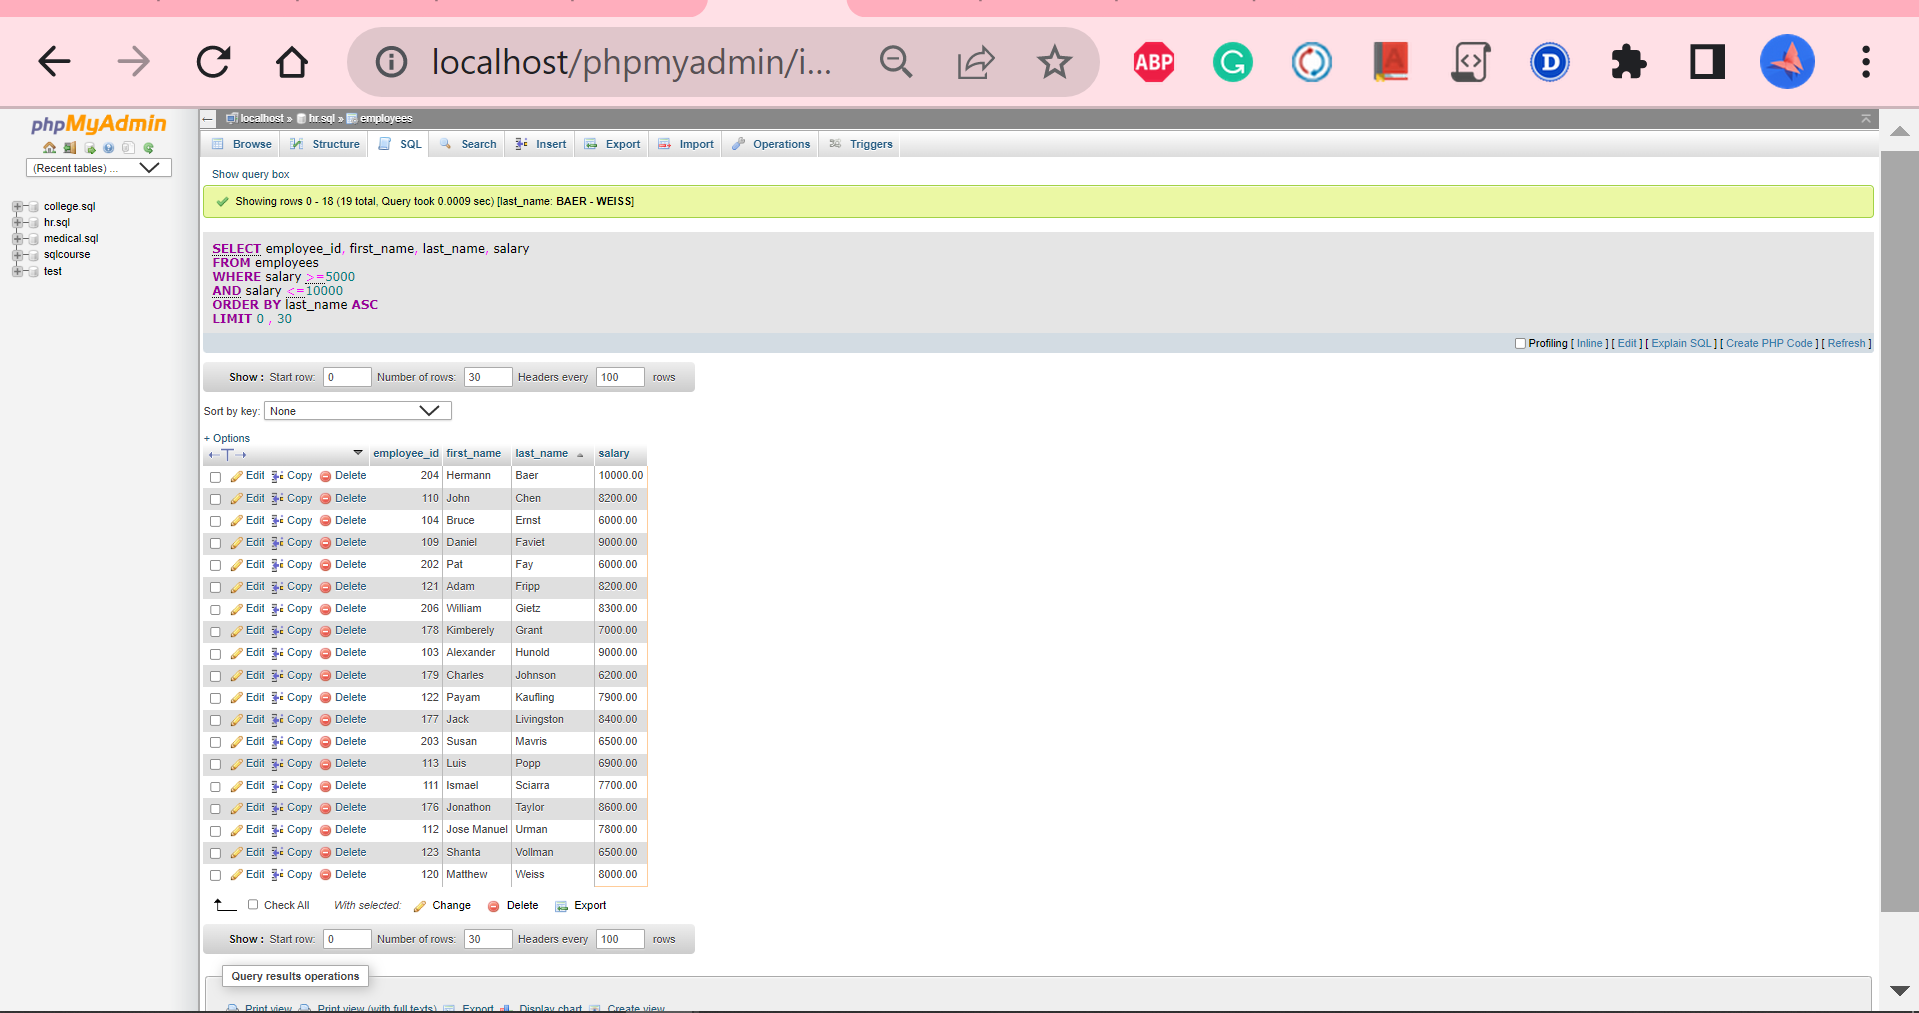 localhost/phpmyadmin/i...
ABP
G
D
phpMyAdmin
(Recent tables) ...
college.sql
hr.sql
medical.sql
sqlcourse
test
localhost » hr.sql » employees
Browse Structure SQL Search Insert Export Import Operations Triggers
Show query box
Showing rows 0 - 18 (19 total, Query took 0.0009 sec) [last_name: BAER - WEISS]
SELECT employee_id, first_name, last_name, salary
FROM employees
WHERE salary >=5000
AND salary <=10000
ORDER BY last_name ASC
LIMIT 0 , 30
Profiling [ Inline ] [ Edit ] [ Explain SQL ] [ Create PHP Code ] [ Refresh ]
Show : Start row: 0 Number of rows: 30 Headers every 100 rows
Sort by key: None
+ Options
←T→ employee_id first_name last_name salary
Edit Copy Delete 204 Hermann Baer 10000.00
Edit Copy Delete 110 John Chen 8200.00
Edit Copy Delete 104 Bruce Ernst 6000.00
Edit Copy Delete 109 Daniel Faviet 9000.00
Edit Copy Delete 202 Pat Fay 6000.00
Edit Copy Delete 121 Adam Fripp 8200.00
Edit Copy Delete 206 William Gietz 8300.00
Edit Copy Delete 178 Kimberely Grant 7000.00
Edit Copy Delete 103 Alexander Hunold 9000.00
Edit Copy Delete 179 Charles Johnson 6200.00
Edit Copy Delete 122 Payam Kaufling 7900.00
Edit Copy Delete 177 Jack Livingston 8400.00
Edit Copy Delete 203 Susan Mavris 6500.00
Edit Copy Delete 113 Luis Popp 6900.00
Edit Copy Delete 111 Ismael Sciarra 7700.00
Edit Copy Delete 176 Jonathon Taylor 8600.00
Edit Copy Delete 112 Jose Manuel Urman 7800.00
Edit Copy Delete 123 Shanta Vollman 6500.00
Edit Copy Delete 120 Matthew Weiss 8000.00
Check All With selected: Change Delete Export
Show : Start row: 0 Number of rows: 30 Headers every 100 rows
Query results operations
Print view Print view (with full texts) Export Display chart Create view